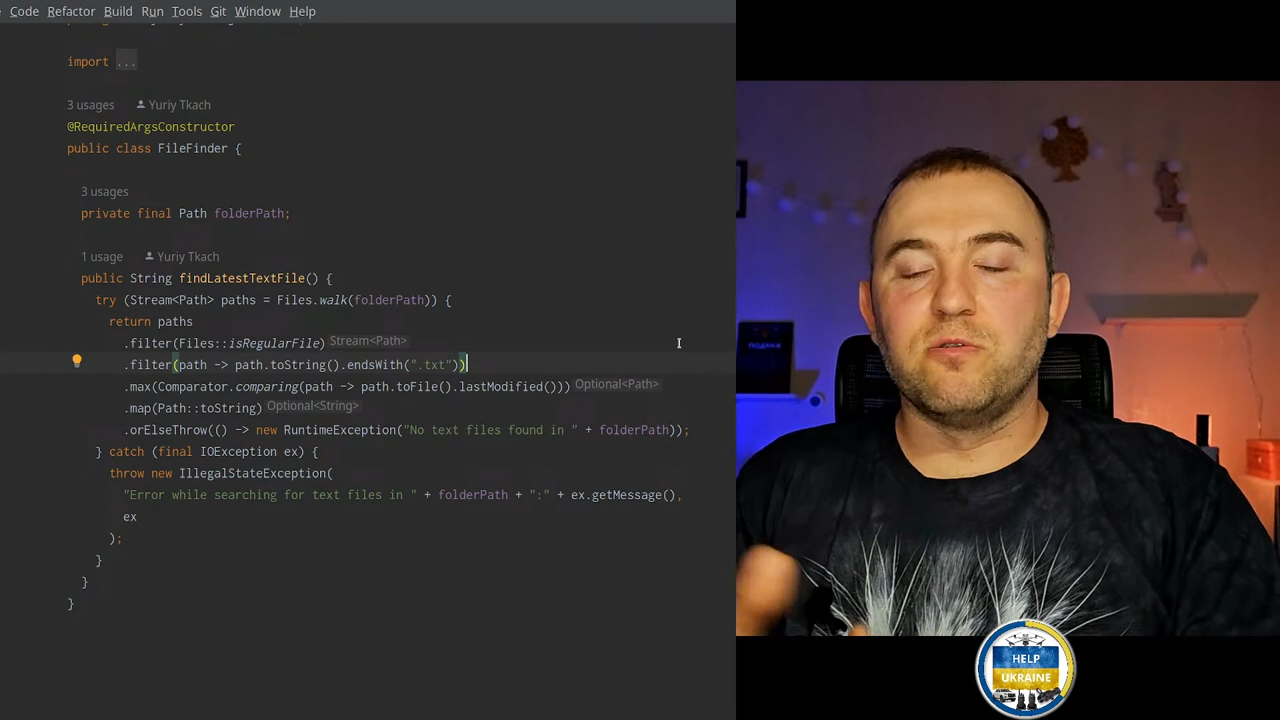 Code Refactor Build Run Tools Git Window Help
import ...
3 usages Yuriy Tkach
@RequiredArgsConstructor
public class FileFinder {
3 usages
private final Path folderPath;
1 usage Yuriy Tkach
public String findLatestTextFile() {
try (Stream<Path> paths = Files.walk(folderPath)) {
return paths
.filter(Files::isRegularFile) Stream<Path>
.filter(path -> path.toString().endsWith(".txt"))
.max(Comparator.comparing(path -> path.toFile().lastModified())) Optional<Path>
.map(Path::toString) Optional<String>
.orElseThrow(() -> new RuntimeException("No text files found in " + folderPath));
} catch (final IOException ex) {
throw new IllegalStateException(
"Error while searching for text files in " + folderPath + ":" + ex.getMessage(),
ex
);
}
}
}
HELP
UKRAINE